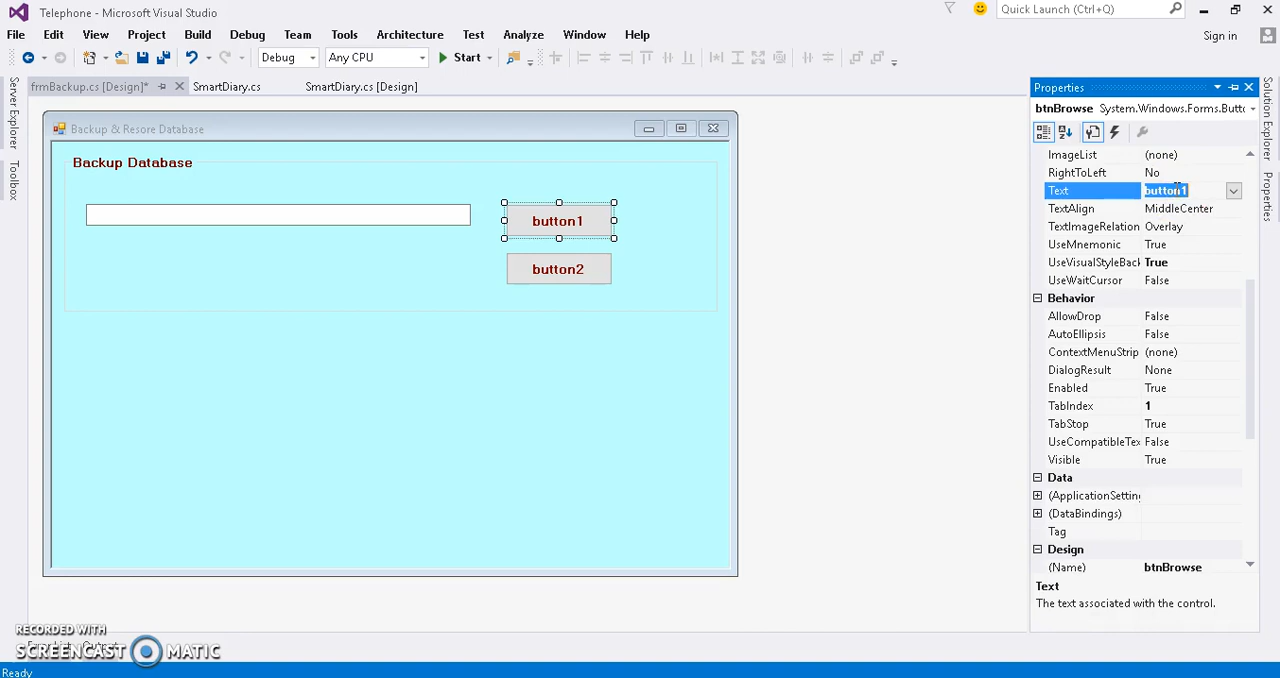 Telephone - Microsoft Visual Studio
Quick Launch (Ctrl+Q)
File Edit View Project Build Debug Team Tools Architecture Test Analyze Window Help
Sign in
Debug Any CPU Start
frmBackup.cs [Design]* SmartDiary.cs SmartDiary.cs [Design]
Server Explorer
Toolbox
Backup & Resore Database
Backup Database
button1
button2
Properties
btnBrowse System.Windows.Forms.Butto
ImageList (none)
RightToLeft No
Text button1
TextAlign MiddleCenter
TextImageRelation Overlay
UseMnemonic True
UseVisualStyleBack True
UseWaitCursor False
Behavior
AllowDrop False
AutoEllipsis False
ContextMenuStrip (none)
DialogResult None
Enabled True
TabIndex 1
TabStop True
UseCompatibleTex False
Visible True
Data
(ApplicationSetting
(DataBindings)
Tag
Design
(Name) btnBrowse
Text
The text associated with the control.
Solution Explorer
Properties
RECORDED WITH
SCREENCAST MATIC
Ready